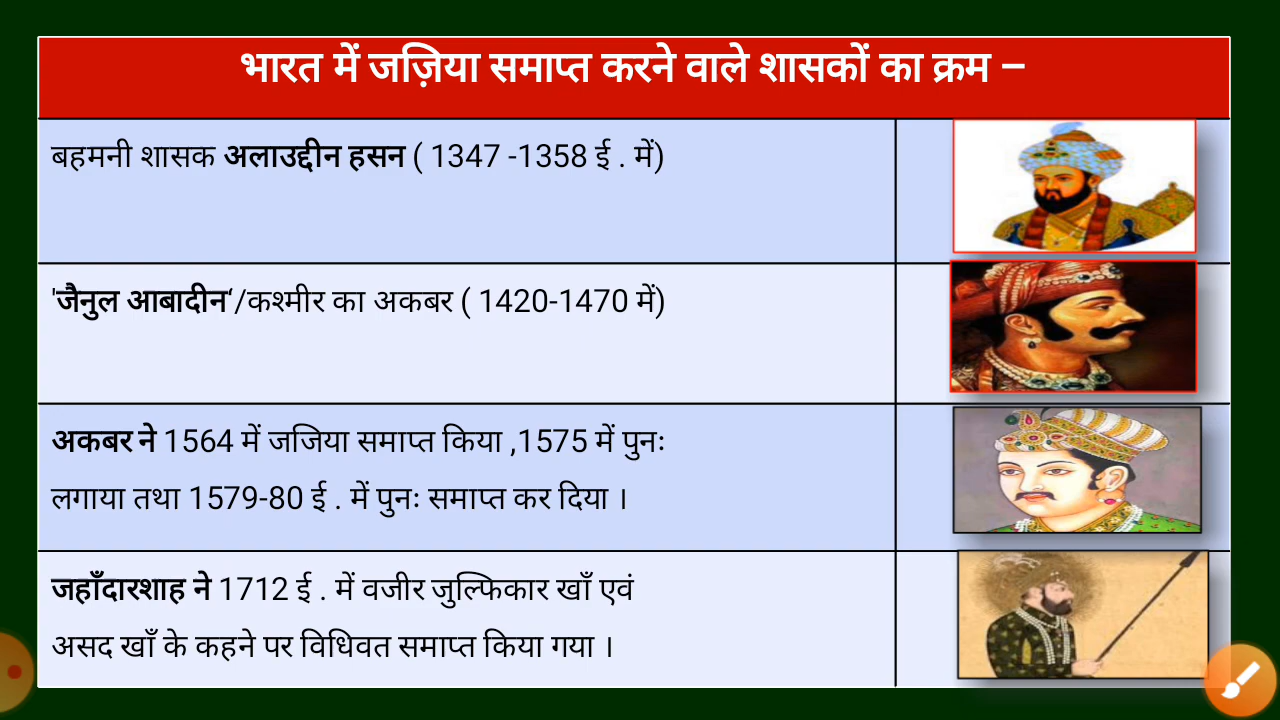 भारत में जज़िया समाप्त करने वाले शासकों का क्रम –
बहमनी शासक अलाउद्दीन हसन ( 1347 -1358 ई . में)
'जैनुल आबादीन‘/कश्मीर का अकबर ( 1420-1470 में)
अकबर ने 1564 में जजिया समाप्त किया ,1575 में पुनः
लगाया तथा 1579-80 ई . में पुनः समाप्त कर दिया ।
जहाँदारशाह ने 1712 ई . में वजीर जुल्फिकार खाँ एवं
असद खाँ के कहने पर विधिवत समाप्त किया गया ।